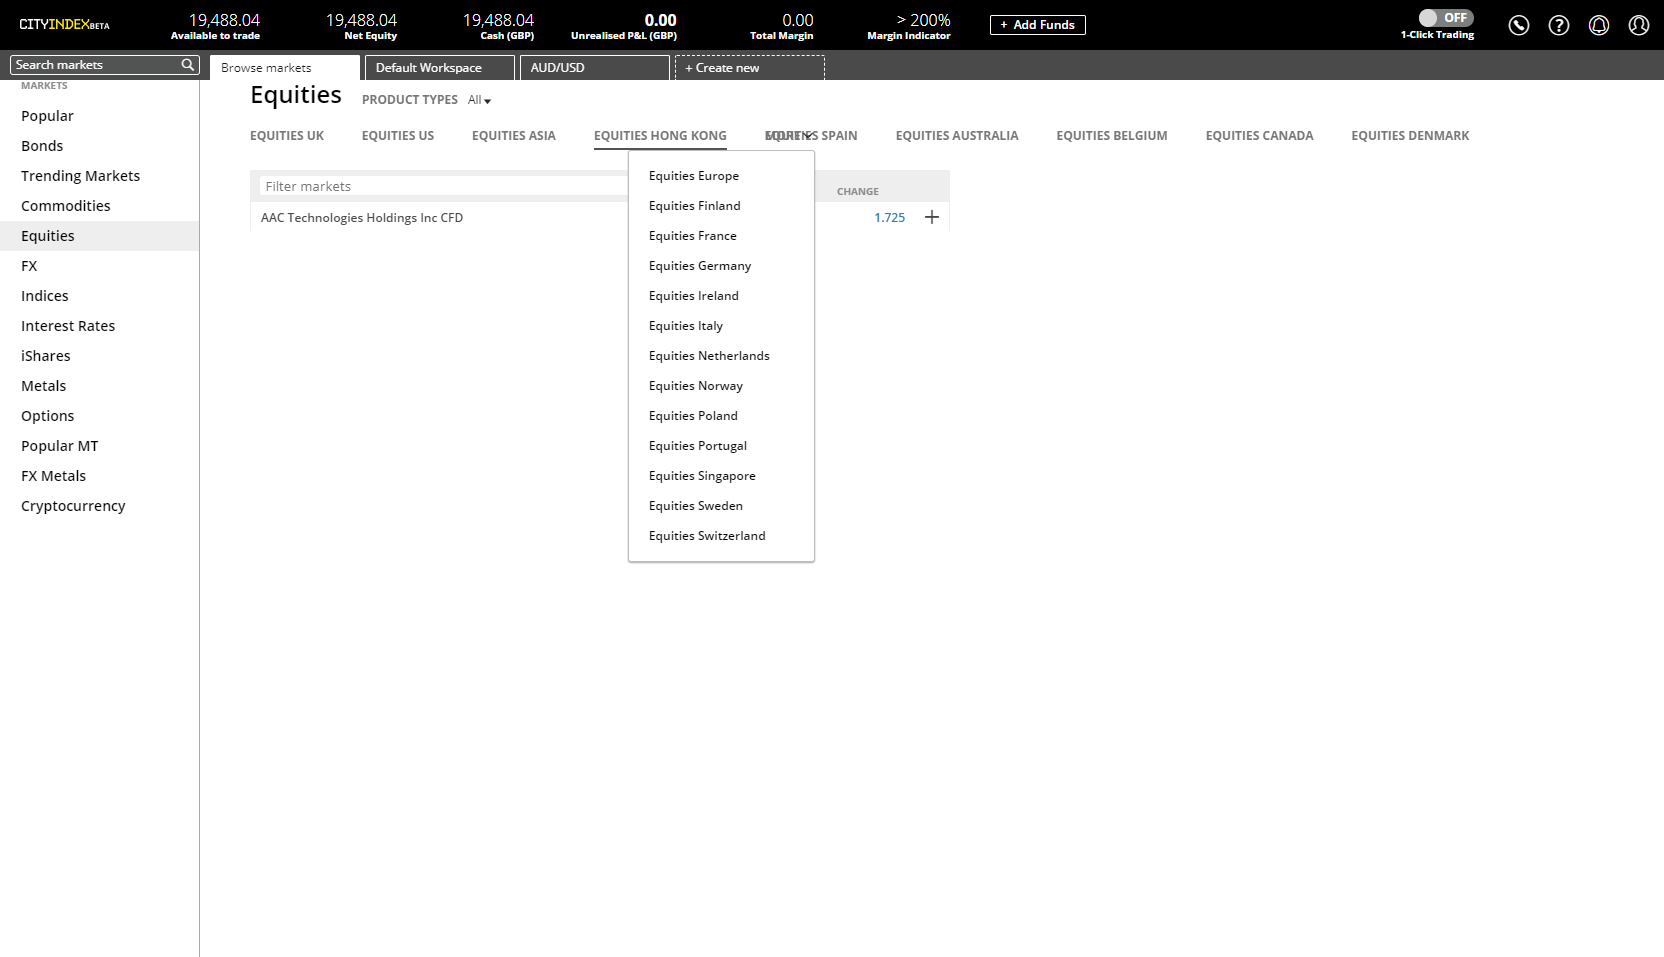 CITYINDEXBETA
19,488.04
Available to trade
19,488.04
Net Equity
19,488.04
Cash (GBP)
0.00
Unrealised P&L (GBP)
0.00
Total Margin
> 200%
Margin Indicator
+ Add Funds
OFF
1-Click Trading
Search markets
Browse markets
Default Workspace
AUD/USD
+ Create new
MARKETS
Popular
Bonds
Trending Markets
Commodities
Equities
FX
Indices
Interest Rates
iShares
Metals
Options
Popular MT
FX Metals
Cryptocurrency
Equities PRODUCT TYPES All
EQUITIES UK EQUITIES US EQUITIES ASIA EQUITIES HONG KONG SPAIN EQUITIES AUSTRALIA EQUITIES BELGIUM EQUITIES CANADA EQUITIES DENMARK
Filter markets
CHANGE
AAC Technologies Holdings Inc CFD
1.725 +
Equities Europe
Equities Finland
Equities France
Equities Germany
Equities Ireland
Equities Italy
Equities Netherlands
Equities Norway
Equities Poland
Equities Portugal
Equities Singapore
Equities Sweden
Equities Switzerland